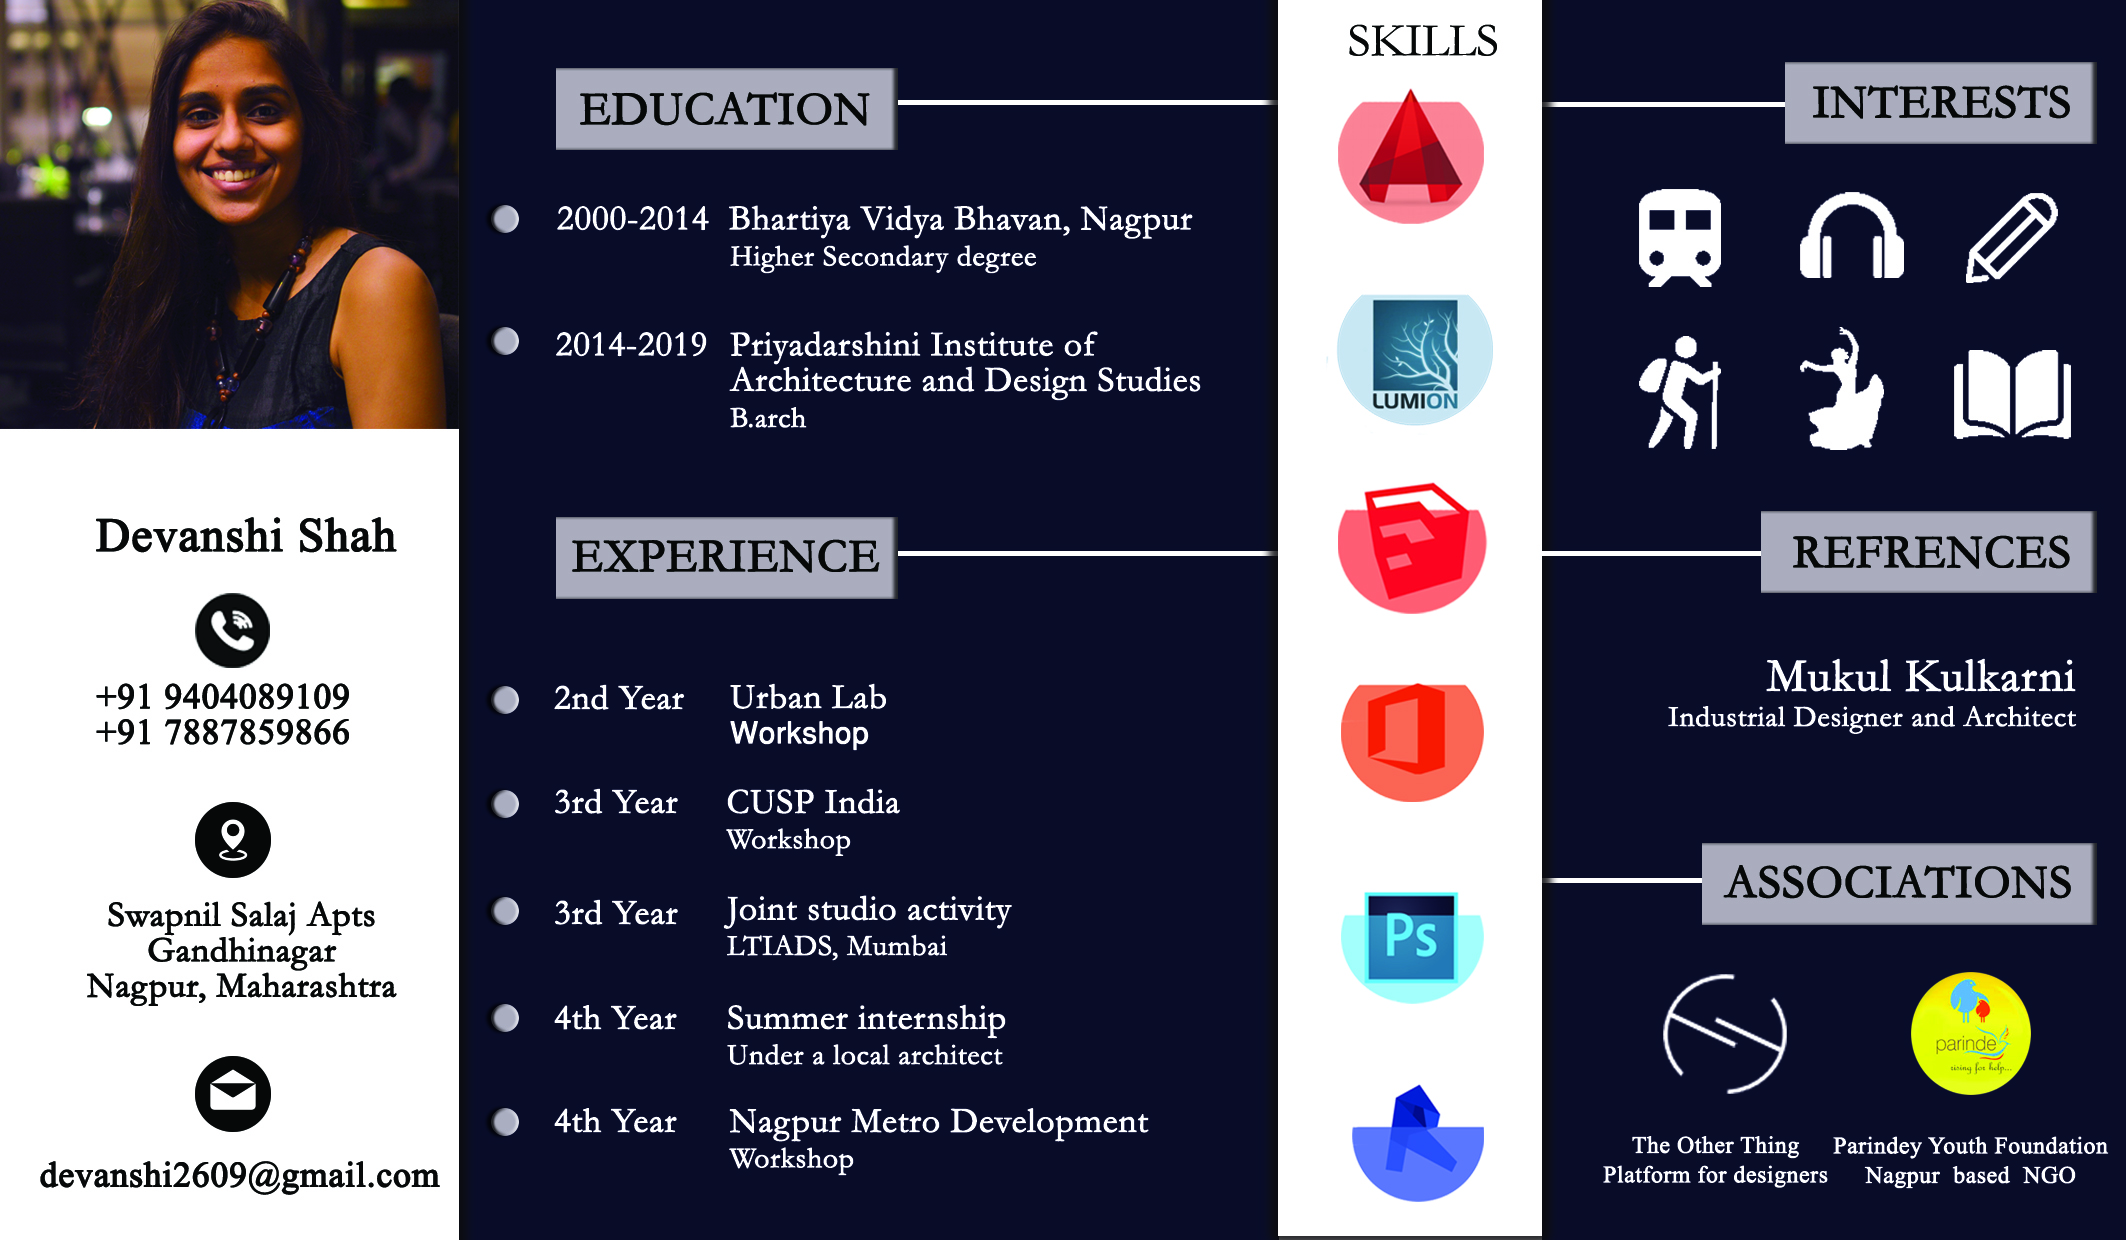 Devanshi Shah
+91 9404089109
+91 7887859866
Swapnil Salaj Apts
Gandhinagar
Nagpur, Maharashtra
devanshi2609@gmail.com
EDUCATION
2000-2014 Bhartiya Vidya Bhavan, Nagpur
Higher Secondary degree
2014-2019 Priyadarshini Institute of
Architecture and Design Studies
B.arch
EXPERIENCE
2nd Year Urban Lab
Workshop
3rd Year CUSP India
Workshop
3rd Year Joint studio activity
LTIADS, Mumbai
4th Year Summer internship
Under a local architect
4th Year Nagpur Metro Development
Workshop
SKILLS
LUMION
Ps
INTERESTS
REFRENCES
Mukul Kulkarni
Industrial Designer and Architect
ASSOCIATIONS
The Other Thing
Platform for designers
parinde
rising for help...
Parindey Youth Foundation
Nagpur based NGO